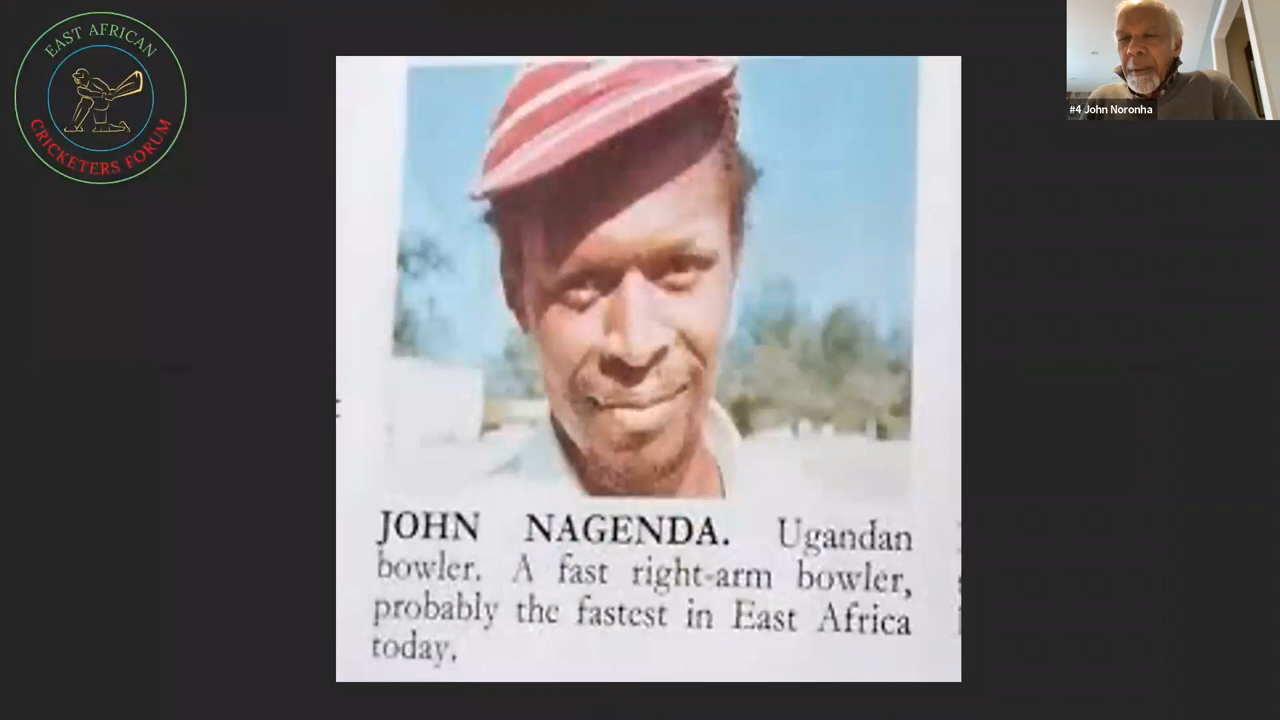 EAST AFRICAN
CRICKETERS FORUM
#4 John Noronha
JOHN NAGENDA. Ugandan
bowler. A fast right-arm bowler,
probably the fastest in East Africa
today.